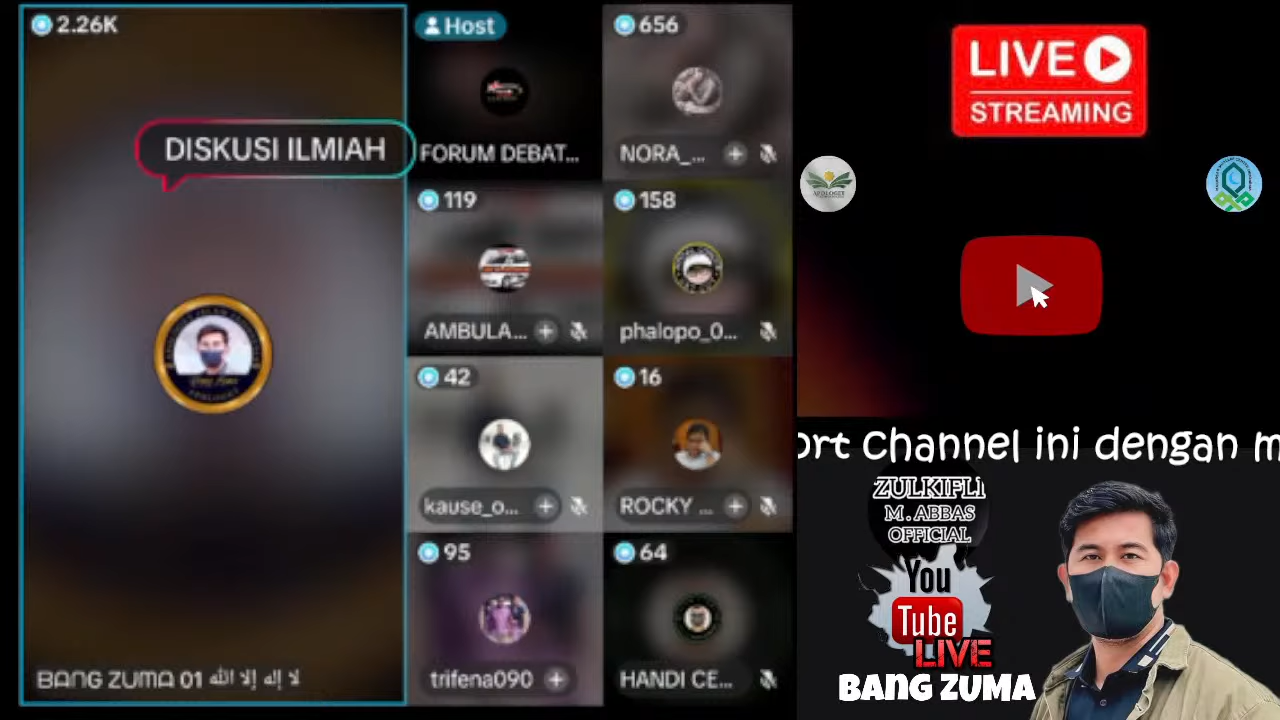 2.26K
DISKUSI ILMIAH
BANG ZUMA 01 لا إله إلا الله
Host
FORUM DEBAT...
656
NORA_...
119
AMBULA...
158
phalopo_0...
42
kause_o...
16
ROCKY ...
95
trifena090
64
HANDI CE...
LIVE
STREAMING
ort Channel ini dengan m
ZULKIFLI
M. ABBAS
OFFICIAL
You
Tube
LIVE
BANG ZUMA